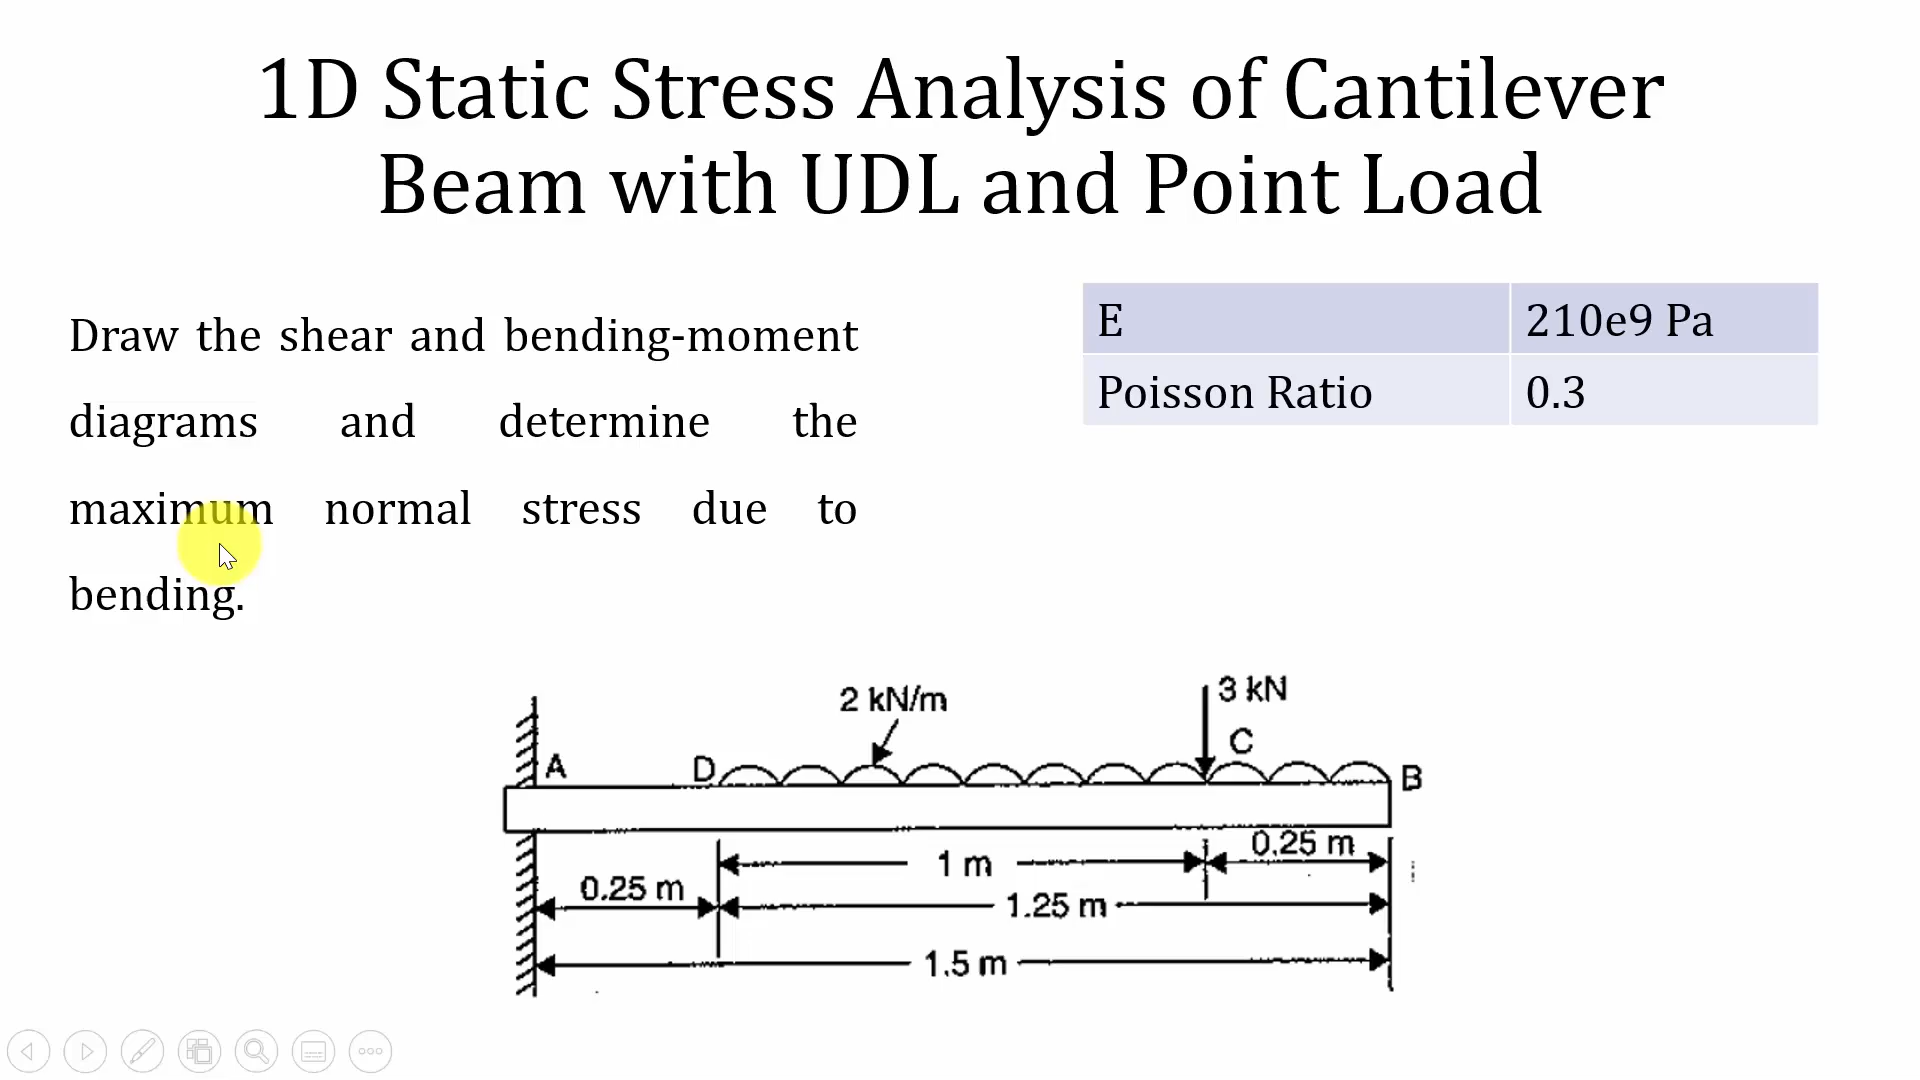 1D Static Stress Analysis of Cantilever
Beam with UDL and Point Load
Draw the shear and bending-moment
diagrams and determine the
maximum normal stress due to
bending.
E 210e9 Pa
Poisson Ratio 0.3
2 kN/m
3 kN
A
D
C
B
1 m
0.25 m
0.25 m
1.25 m
1.5 m